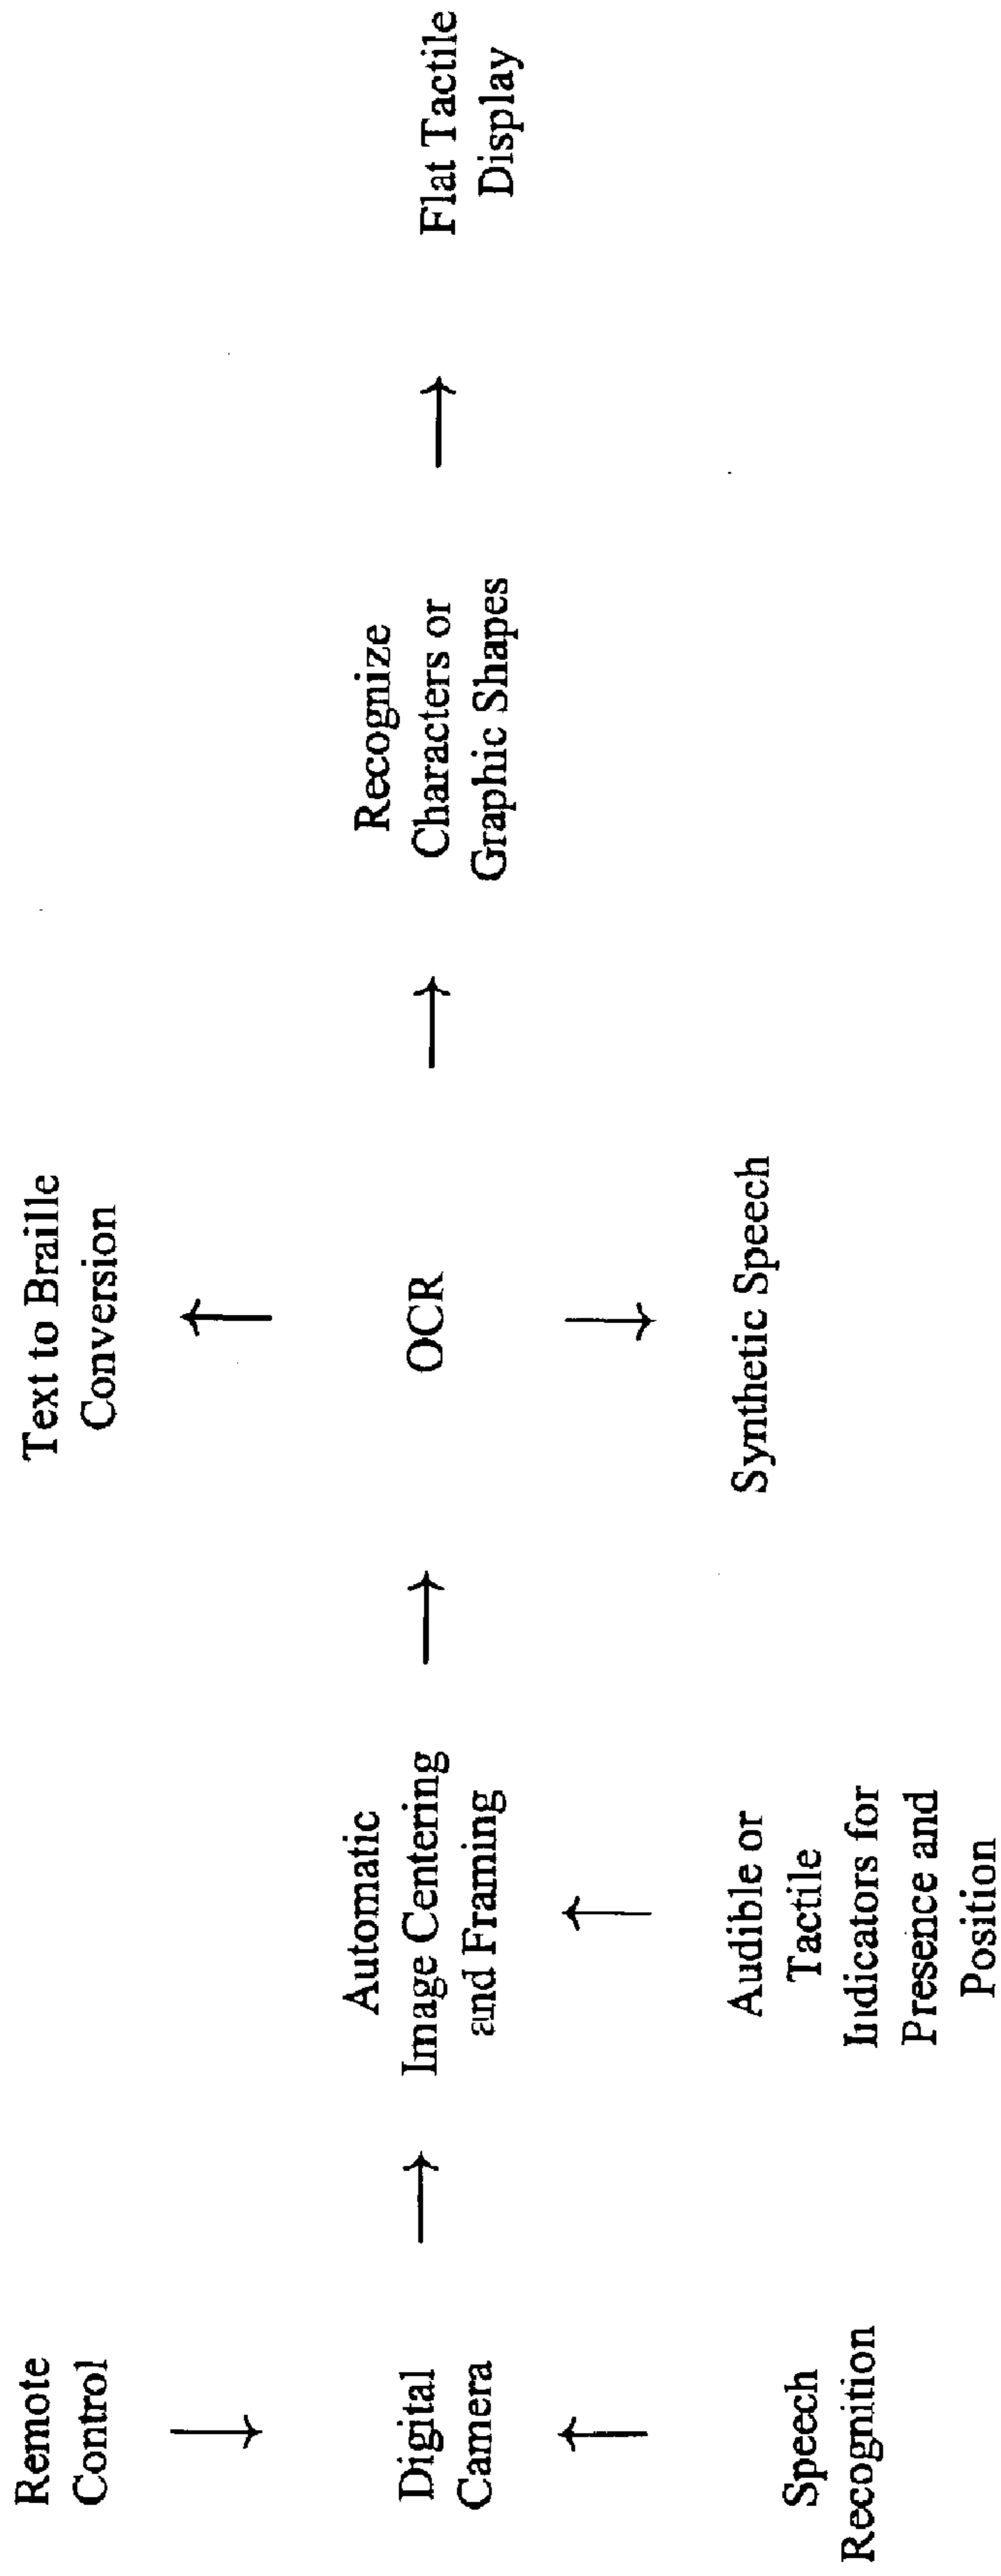 Remote
Control
Text to Braille
Conversion
Digital
Camera
Automatic
Image Centering
and Framing
OCR
Recognize
Characters or
Graphic Shapes
Flat Tactile
Display
Speech
Recognition
Audible or
Tactile
Indicators for
Presence and
Position
Synthetic Speech